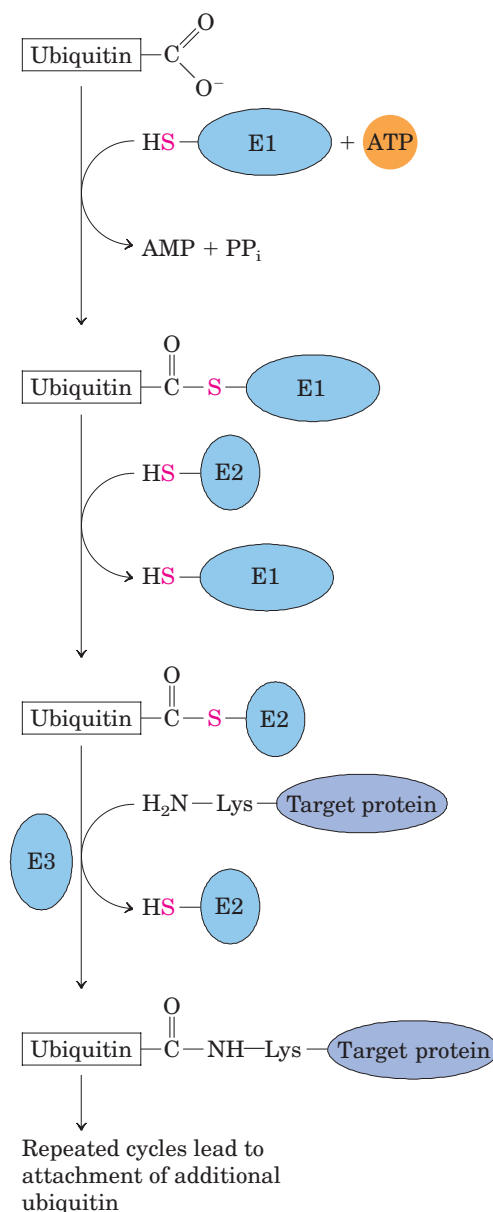 O
Ubiquitin C
O⁻
HS E1 + ATP
AMP + PPᵢ
O
Ubiquitin C S E1
HS E2
HS E1
O
Ubiquitin C S E2
H₂N Lys Target protein
E3
HS E2
O
Ubiquitin C NH Lys Target protein
Repeated cycles lead to
attachment of additional
ubiquitin